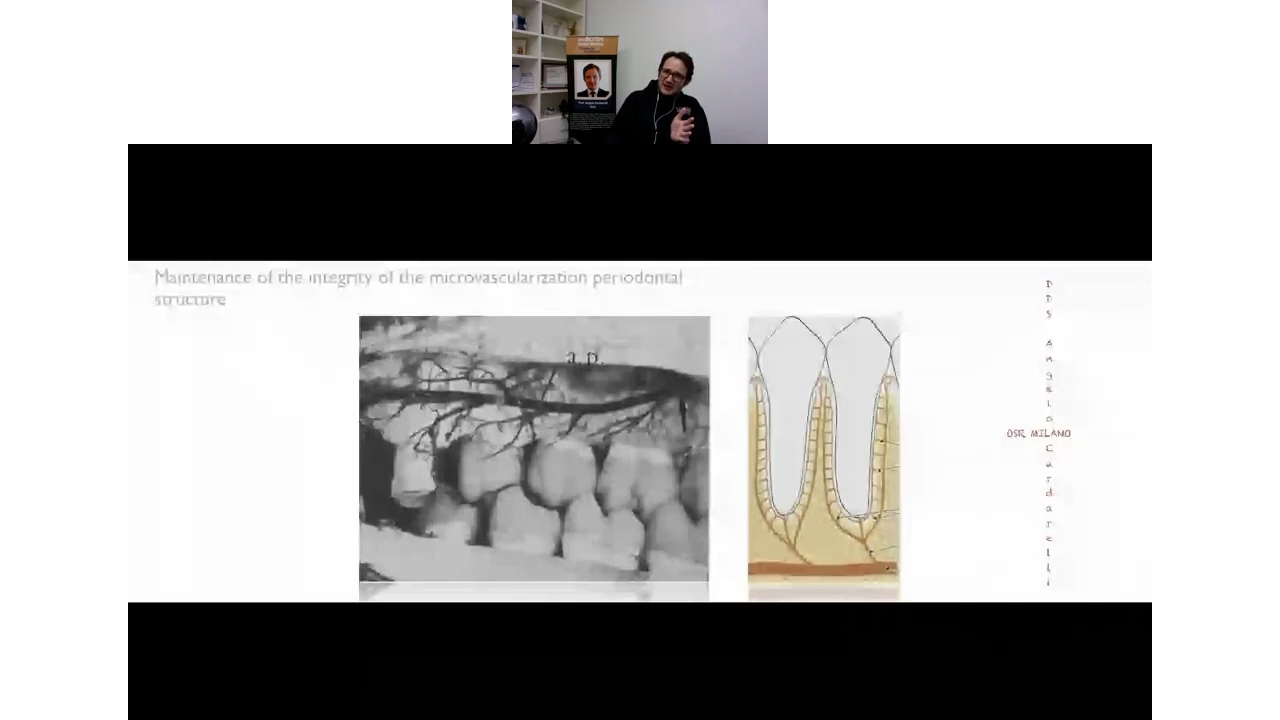 Maintenance of the integrity of the microvascularization periodontal
structure
a.p.
DDS Angelo Cardarelli
OSR MILANO